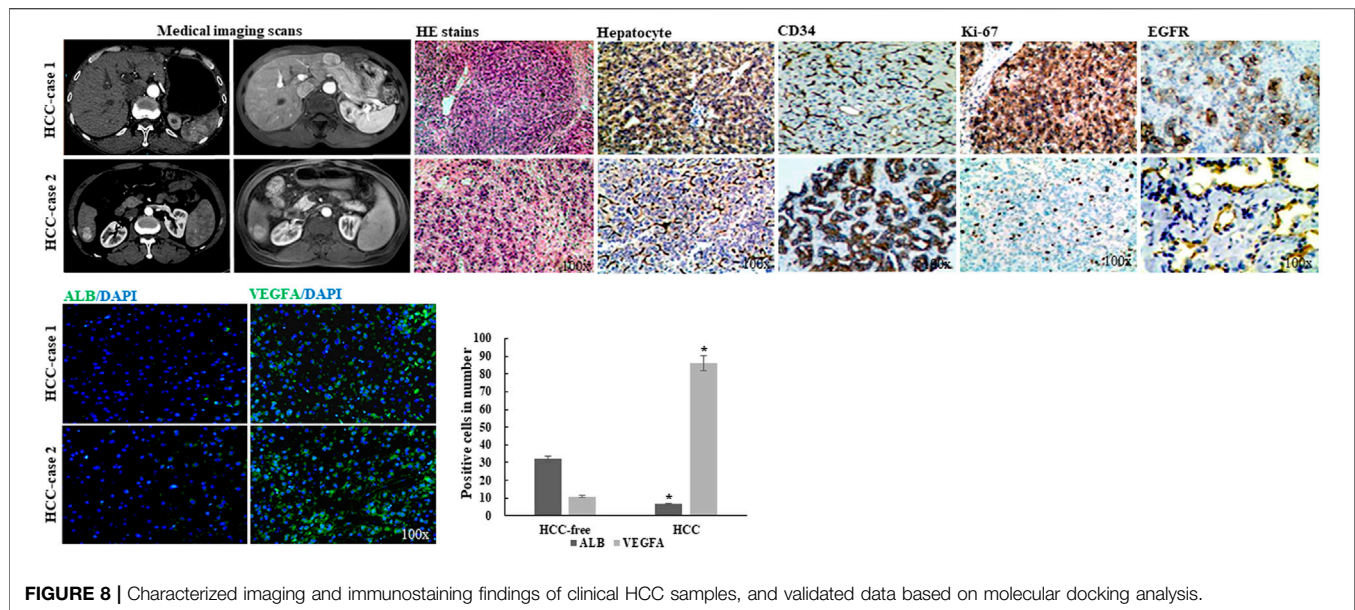 Medical imaging scans
HE stains
Hepatocyte
CD34
Ki-67
EGFR
HCC-case 1
HCC-case 2
100x
100x
100x
100x
100x
ALB/DAPI
VEGFA/DAPI
HCC-case 1
HCC-case 2
100x
Positive cells in number
100
90
80
70
60
50
40
30
20
10
0
*
*
HCC-free
HCC
ALB
VEGFA
FIGURE 8 | Characterized imaging and immunostaining findings of clinical HCC samples, and validated data based on molecular docking analysis.